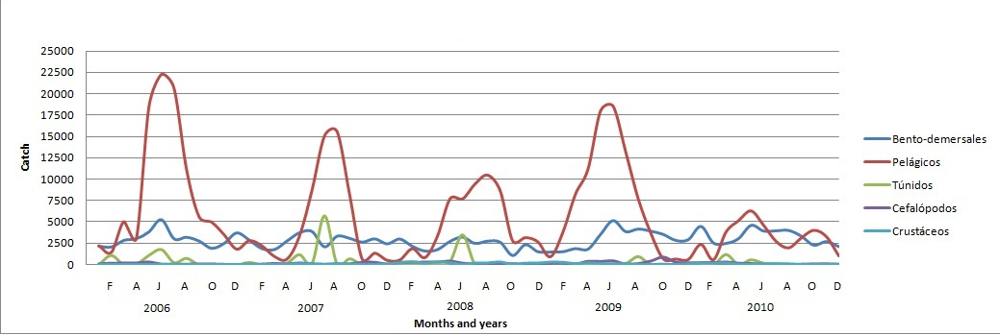 25000
22500
20000
17500
15000
12500
10000
7500
5000
2500
0
Catch
F A J A O D F A J A O D F A J A O D F A J A O D F A J A O D
2006 2007 2008 2009 2010
Months and years
Bento-demersales
Pelágicos
Túnidos
Cefalópodos
Crustáceos